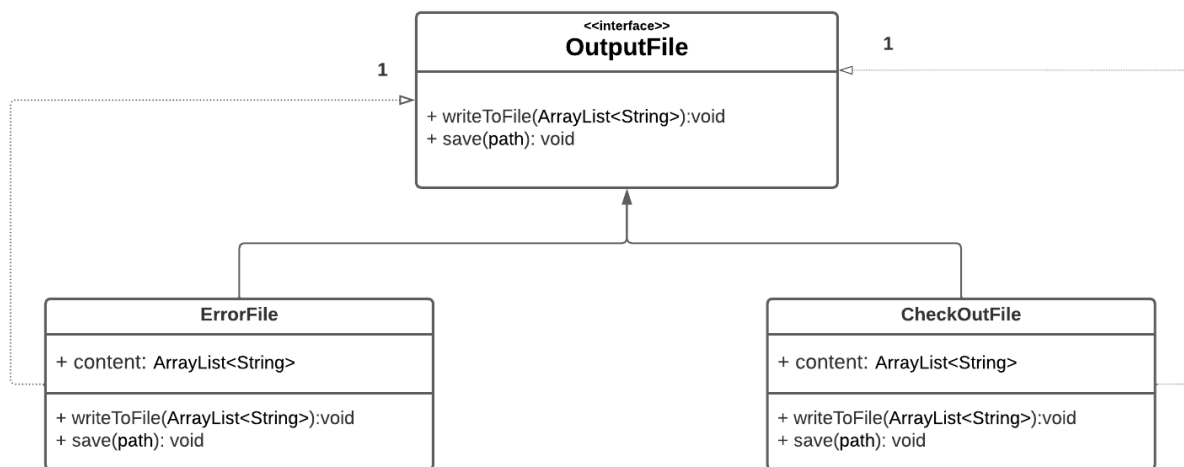 <<interface>>
OutputFile
1
1
+ writeToFile(ArrayList<String>):void
+ save(path): void
ErrorFile
+ content: ArrayList<String>
+ writeToFile(ArrayList<String>):void
+ save(path): void
CheckOutFile
+ content: ArrayList<String>
+ writeToFile(ArrayList<String>):void
+ save(path): void